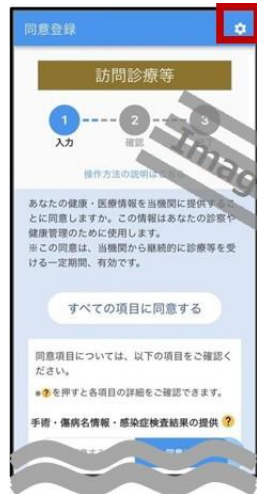 同意登録
訪問診療等
1
2
3
入力
確認
Image
操作方法の説明は
あなたの健康・医療情報を当機関に提供するこ
とに同意しますか。この情報はあなたの診察や
健康管理のために使用します。
※この同意は、当機関から継続的に診療等を受
ける一定期間、有効です。
すべての項目に同意する
同意項目については、以下の項目をご確認く
ださい。
※?を押すと各項目の詳細をご確認できます。
手術・傷病名情報・感染症検査結果の提供 ?